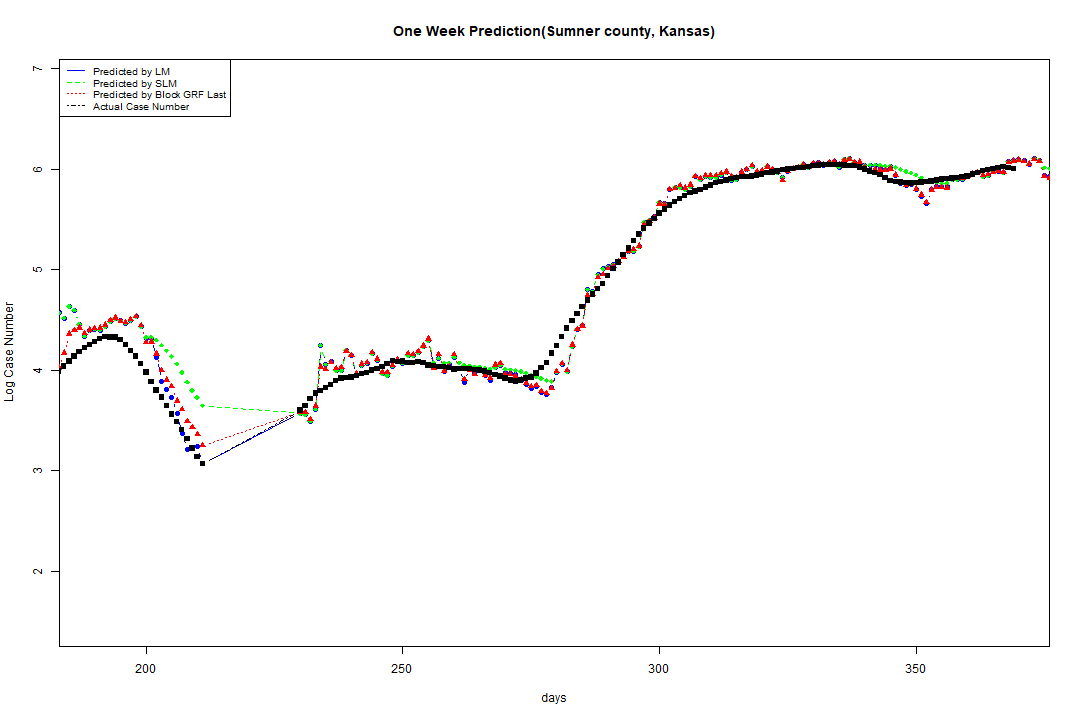 One Week Prediction(Sumner county, Kansas)
Predicted by LM
Predicted by SLM
Predicted by Block GRF Last
Actual Case Number
7
6
5
4
3
2
Log Case Number
200 250 300 350
days